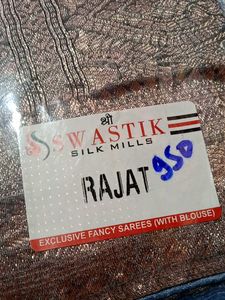 श्री
SWASTIK
SILK MILLS
RAJAT 950
EXCLUSIVE FANCY SAREES (WITH BLOUSE)